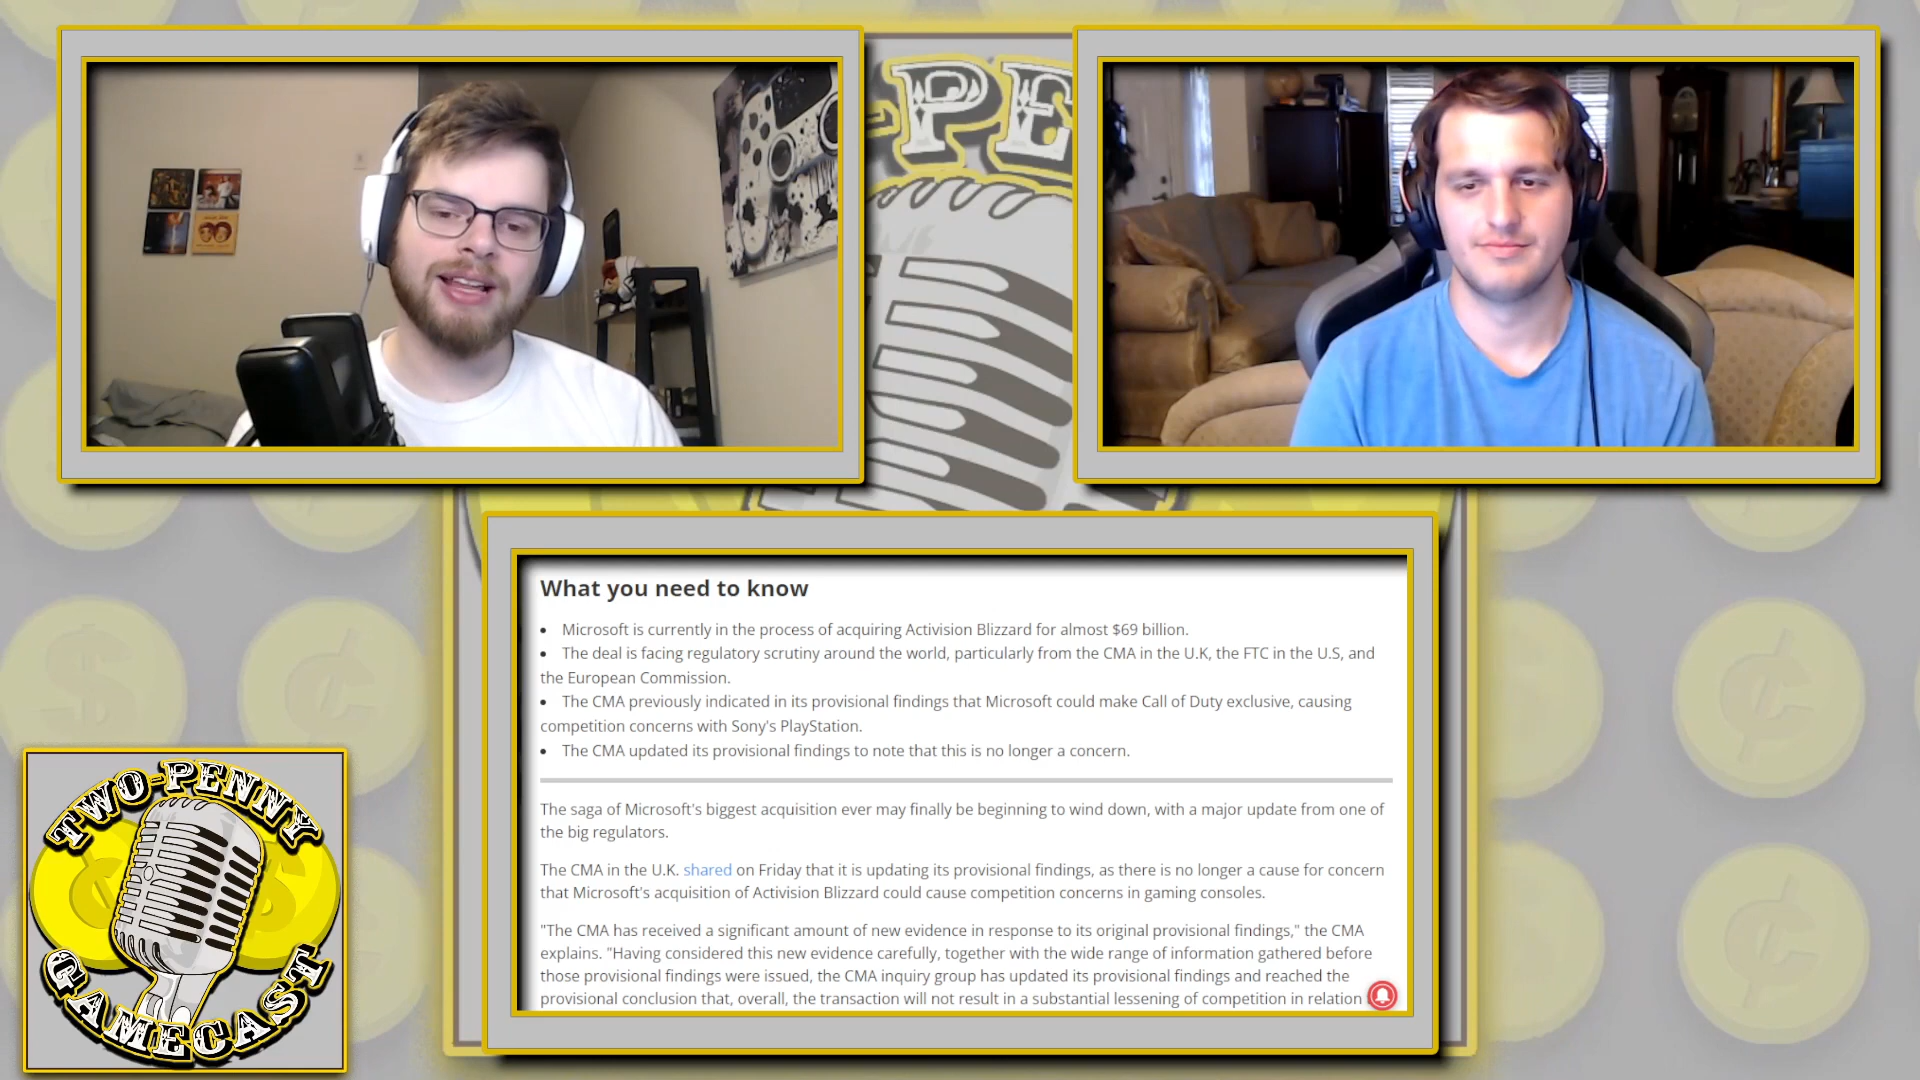 -PE
What you need to know
• Microsoft is currently in the process of acquiring Activision Blizzard for almost $69 billion.
• The deal is facing regulatory scrutiny around the world, particularly from the CMA in the U.K, the FTC in the U.S, and
the European Commission.
• The CMA previously indicated in its provisional findings that Microsoft could make Call of Duty exclusive, causing
competition concerns with Sony's PlayStation.
• The CMA updated its provisional findings to note that this is no longer a concern.
The saga of Microsoft's biggest acquisition ever may finally be beginning to wind down, with a major update from one of
the big regulators.
The CMA in the U.K. shared on Friday that it is updating its provisional findings, as there is no longer a cause for concern
that Microsoft's acquisition of Activision Blizzard could cause competition concerns in gaming consoles.
"The CMA has received a significant amount of new evidence in response to its original provisional findings," the CMA
explains. "Having considered this new evidence carefully, together with the wide range of information gathered before
those provisional findings were issued, the CMA inquiry group has updated its provisional findings and reached the
provisional conclusion that, overall, the transaction will not result in a substantial lessening of competition in relation
TWO-PENNY
GAMECAST